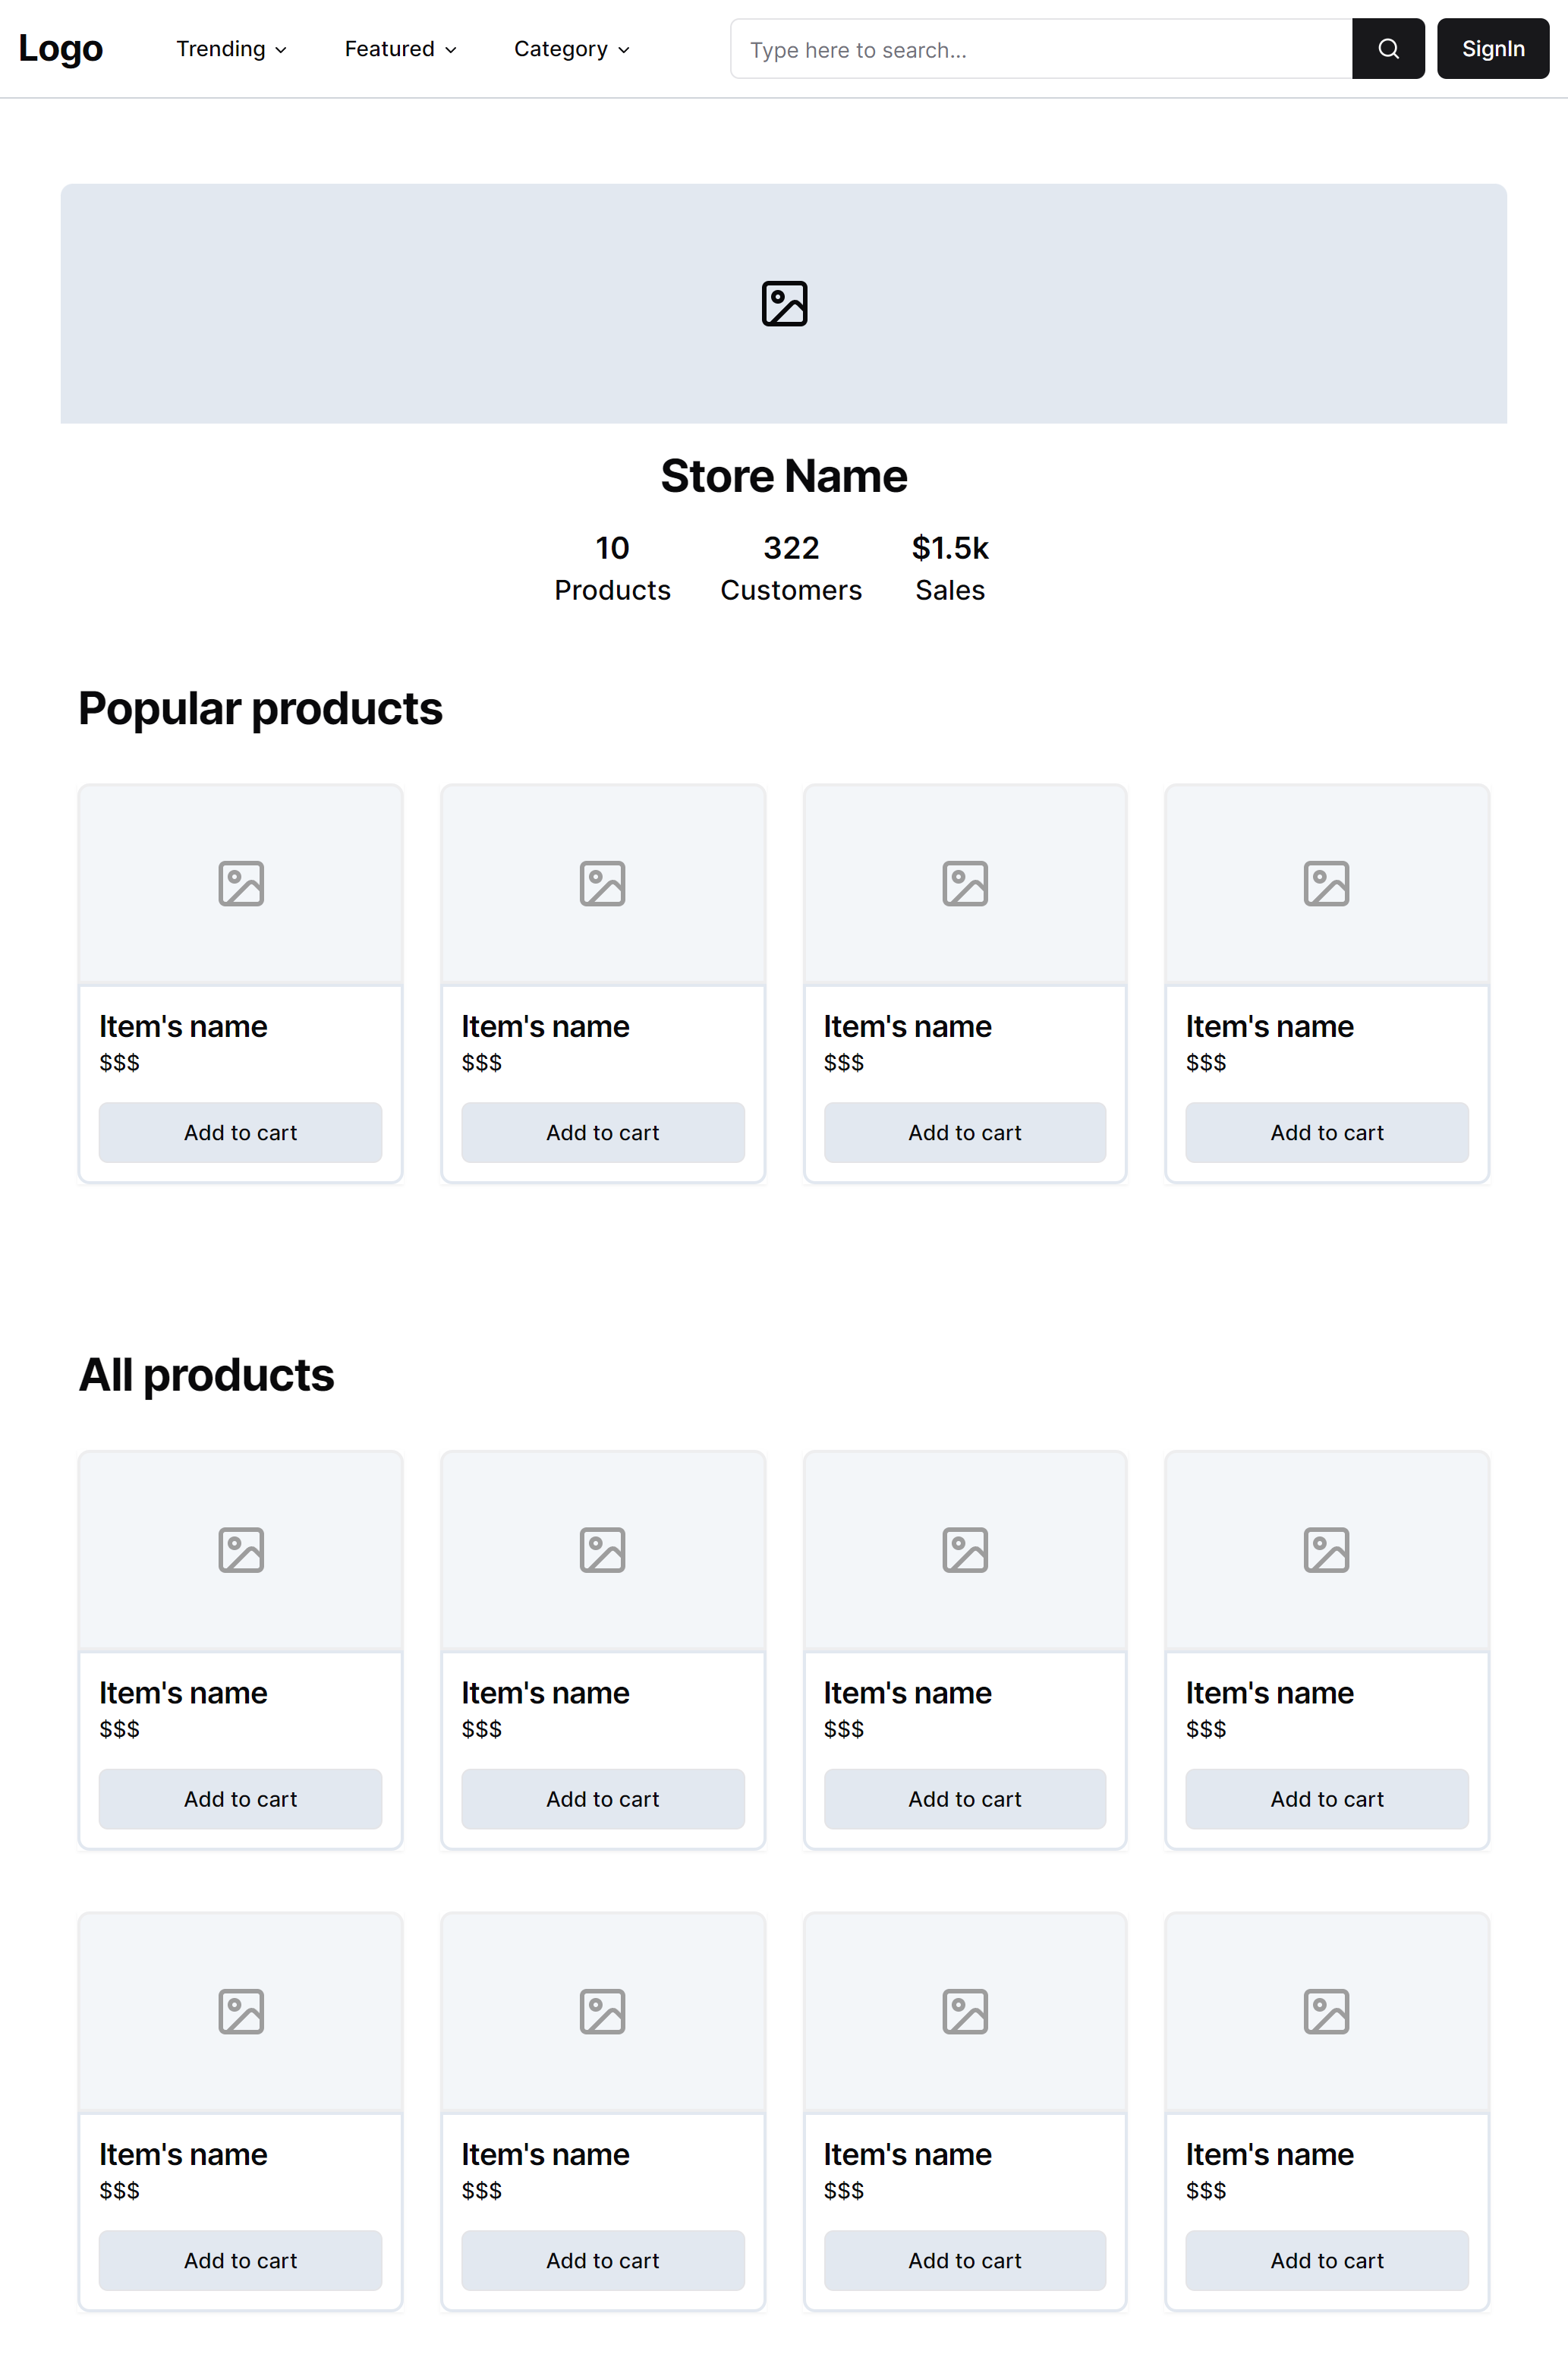 Logo Trending Featured Category Type here to search... SignIn
Store Name
10 322 $1.5k
Products Customers Sales
Popular products
Item's name Item's name Item's name Item's name
$$$ $$$ $$$ $$$
Add to cart Add to cart Add to cart Add to cart
All products
Item's name Item's name Item's name Item's name
$$$ $$$ $$$ $$$
Add to cart Add to cart Add to cart Add to cart
Item's name Item's name Item's name Item's name
$$$ $$$ $$$ $$$
Add to cart Add to cart Add to cart Add to cart